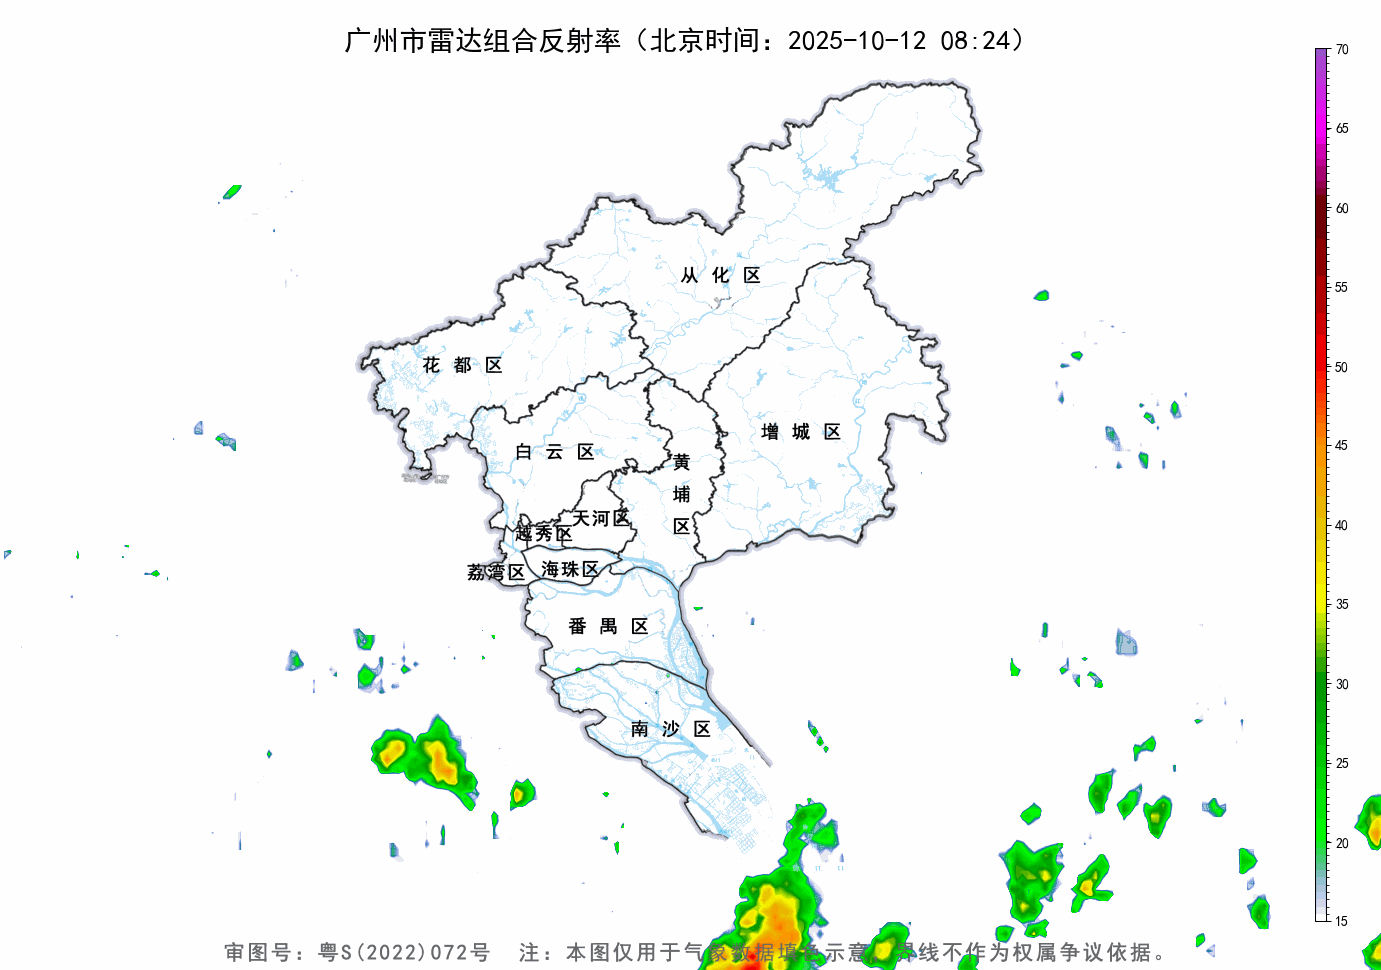 广州市雷达组合反射率（北京时间：2025-10-12 08:24）
70
65
60
55
50
45
40
35
30
25
20
15
从化区
花都区
增城区
白云区
黄埔区
天河区
越秀区
海珠区
荔湾区
番禺区
南沙区
审图号：粤S(2022)072号 注：本图仅用于气象数据填色示意，界线不作为权属争议依据。